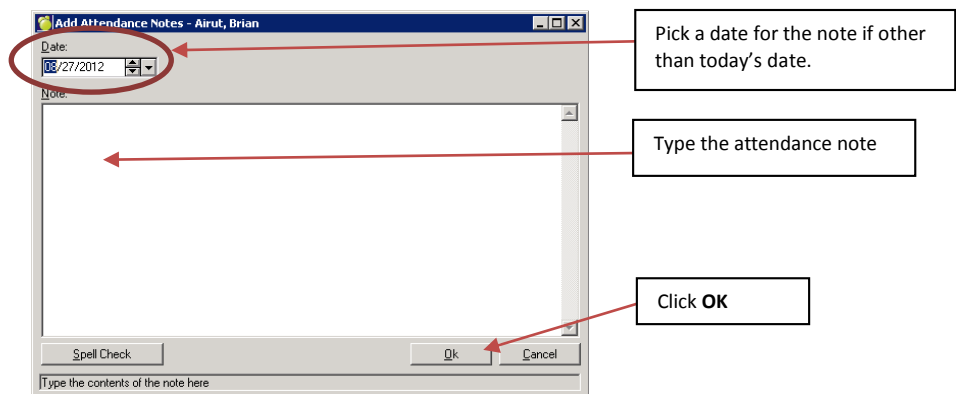 Add Attendance Notes - Airut, Brian
Date:
08/27/2012
Note:
Spell Check
Ok
Cancel
Type the contents of the note here
Pick a date for the note if other
than today’s date.
Type the attendance note
Click OK